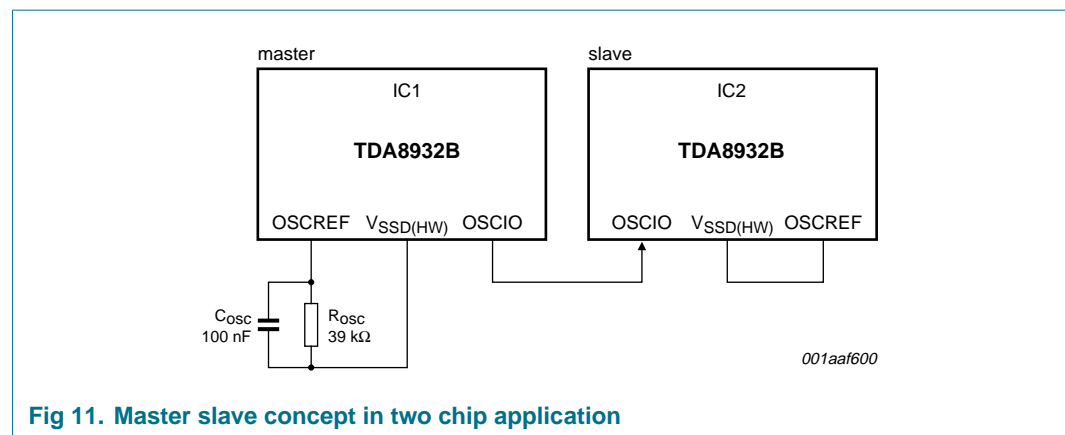 master
slave
IC1
IC2
TDA8932B
TDA8932B
OSCREF VSSD(HW) OSCIO
OSCIO VSSD(HW) OSCREF
Cosc
100 nF
Rosc
39 kΩ
001aaf600
Fig 11. Master slave concept in two chip application